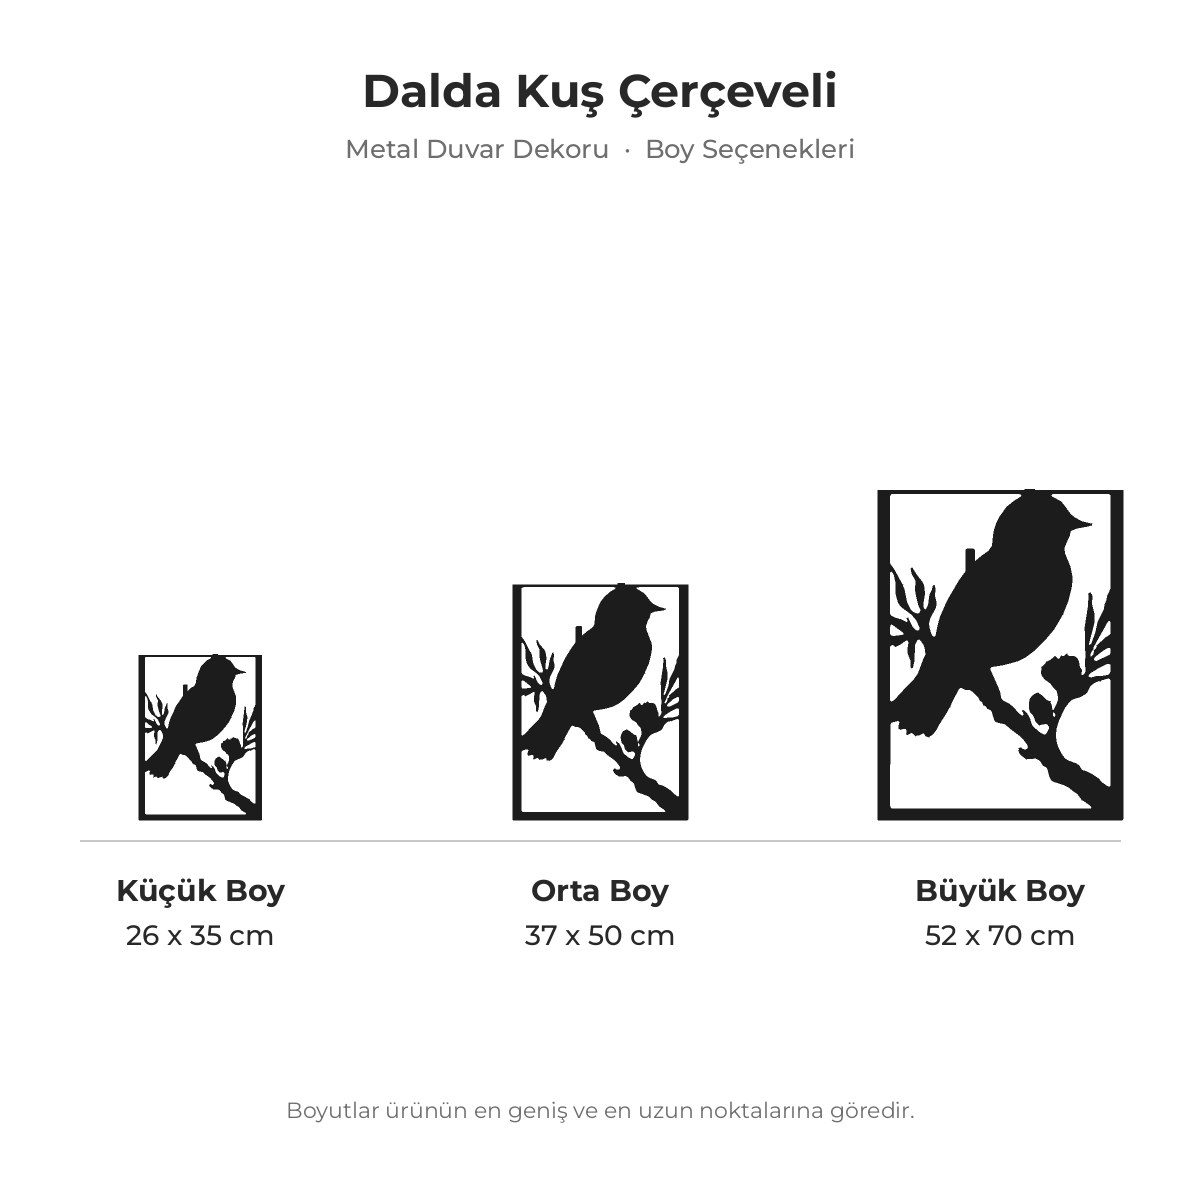 Dalda Kuş Çerçeveli
Metal Duvar Dekoru · Boy Seçenekleri
Küçük Boy
26 x 35 cm
Orta Boy
37 x 50 cm
Büyük Boy
52 x 70 cm
Boyutlar ürünün en geniş ve en uzun noktalarına göredir.